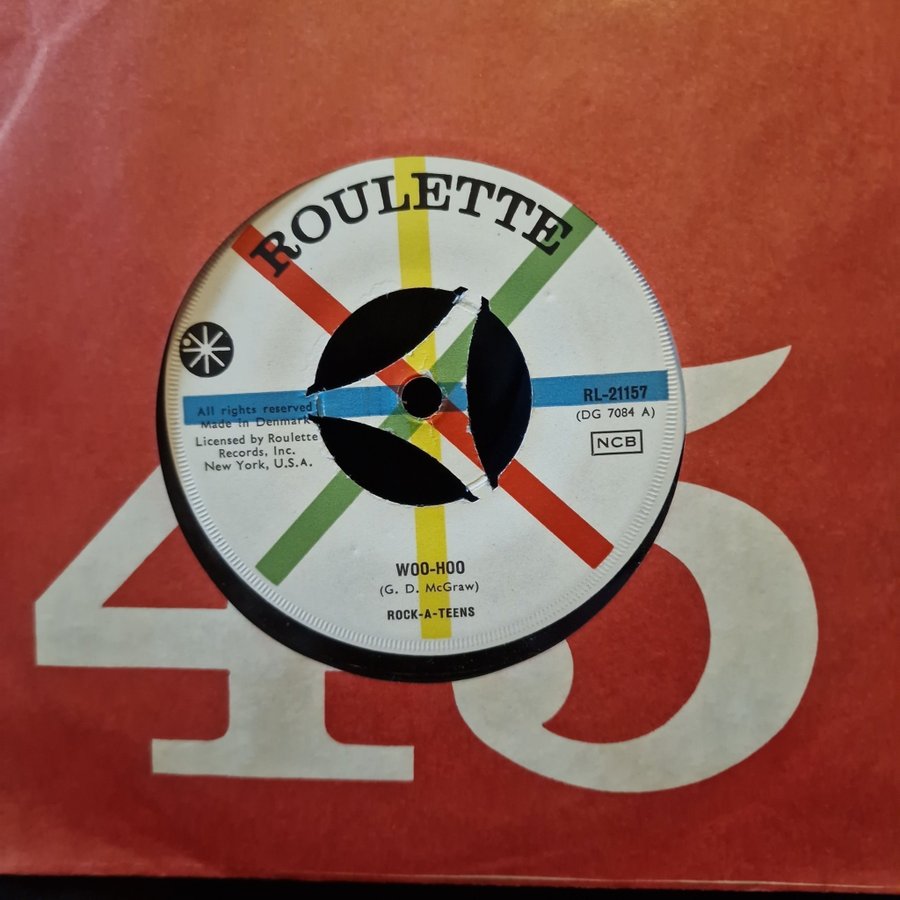 ROULETTE
All rights reserved
Made in Denmark
Licensed by Roulette
Records, Inc.
New York, U.S.A.
RL-21157
(DG 7084 A)
NCB
WOO-HOO
(G. D. McGraw)
ROCK-A-TEENS
45